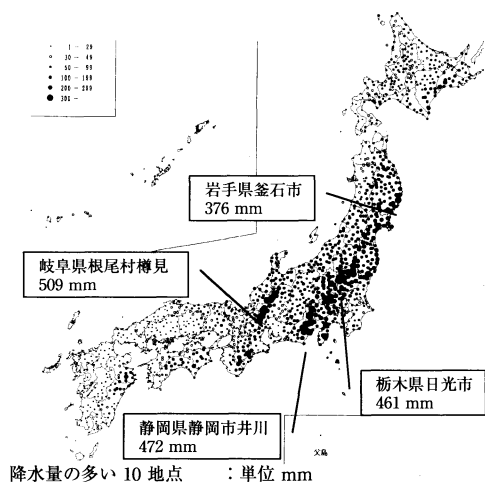 1 - 29
30 - 49
50 - 99
100 - 199
200 - 299
300 -
岩手県釜石市
376 mm
岐阜県根尾村樽見
509 mm
栃木県日光市
461 mm
静岡県静岡市井川
472 mm
父島
降水量の多い 10 地点　：単位 mm